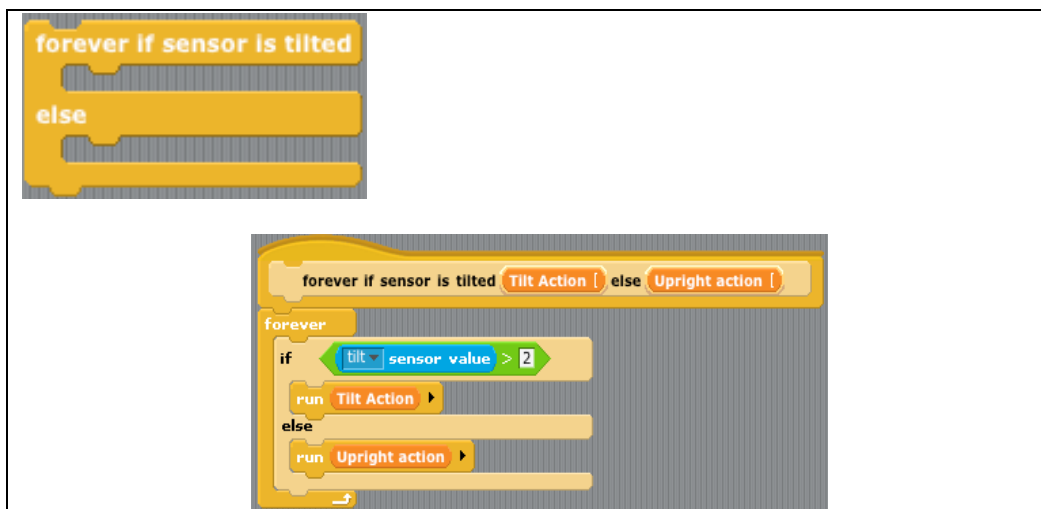 forever if sensor is tilted
else
forever if sensor is tilted Tilt Action [ else Upright action [
forever
if tilt sensor value > 2
run Tilt Action
else
run Upright action